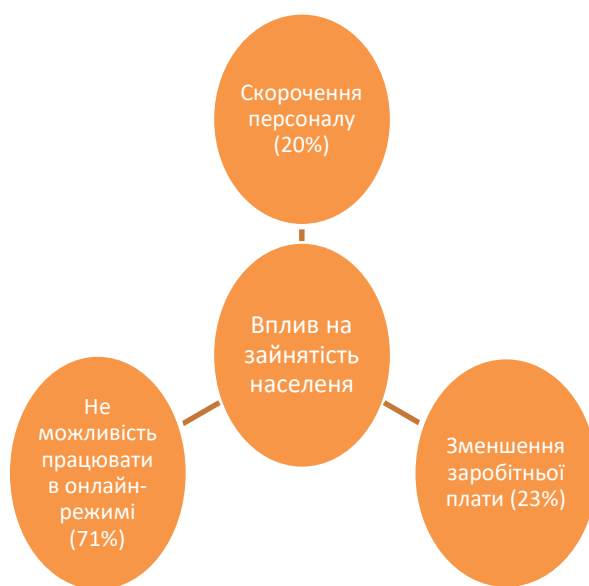 Скорочення
персоналу
(20%)
Вплив на
зайнятість
населеня
Не
можливість
працювати
в онлайн-
режимі
(71%)
Зменшення
заробітньої
плати (23%)